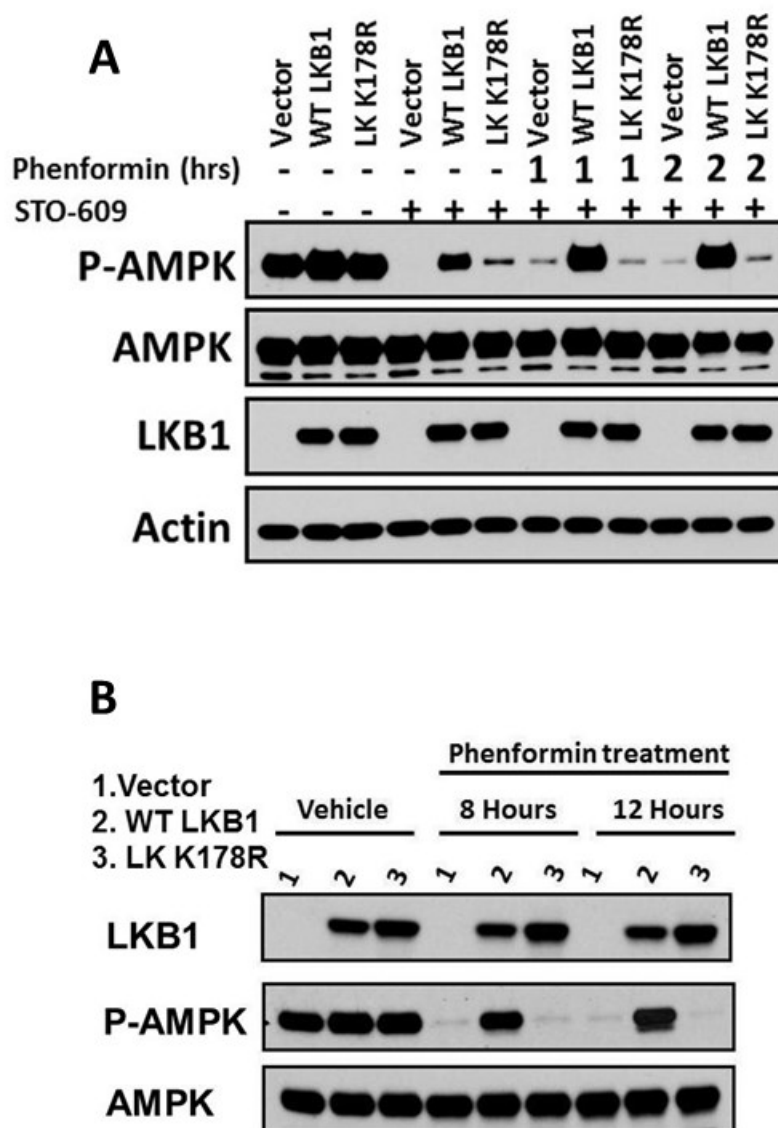 A
Vector WT LKB1 LK K178R Vector WT LKB1 LK K178R Vector WT LKB1 LK K178R Vector WT LKB1 LK K178R
Phenformin (hrs) - - - - - - 1 1 1 2 2 2
STO-609 - - - + + + + + + + + +
P-AMPK
AMPK
LKB1
Actin
B
Phenformin treatment
1.Vector
2. WT LKB1
3. LK K178R
Vehicle 8 Hours 12 Hours
1 2 3 1 2 3 1 2 3
LKB1
P-AMPK
AMPK